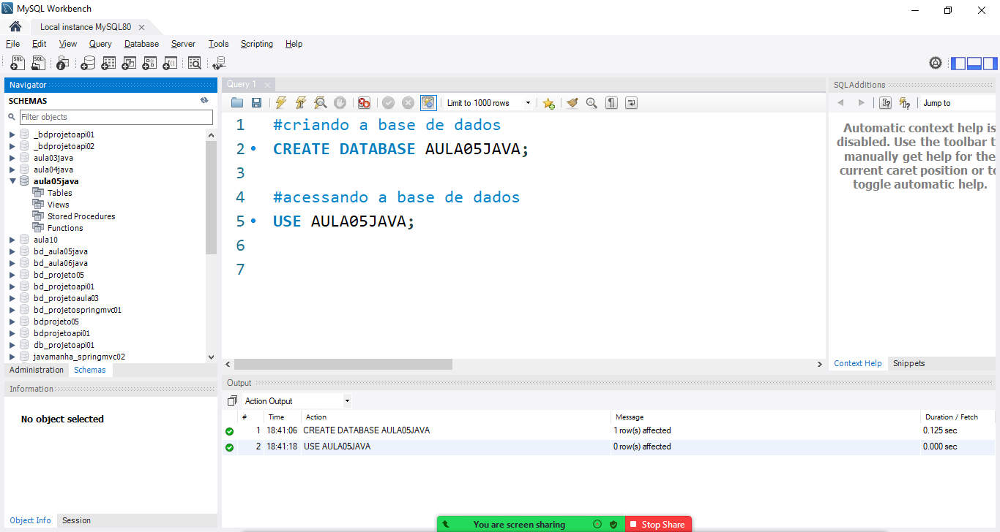 MySQL Workbench
Local instance MySQL80
File Edit View Query Database Server Tools Scripting Help
Navigator
SCHEMAS
Filter objects
_bdprojetoapi01
_bdprojetoapi02
aula03java
aula04java
aula05java
Tables
Views
Stored Procedures
Functions
aula10
bd_aula05java
bd_aula06java
bd_projeto05
bd_projetoapi01
bd_projetoaula03
bd_projetospringmvc01
bdprojeto05
bdprojetoapi01
db_projetoapi01
javamanha_springmvc02
Administration Schemas
Information
No object selected
Object Info Session
Query 1
Limit to 1000 rows
1 #criando a base de dados
2 CREATE DATABASE AULA05JAVA;
3
4 #acessando a base de dados
5 USE AULA05JAVA;
6
7
SQLAdditions
Jump to
Automatic context help is
disabled. Use the toolbar t
manually get help for the
current caret position or to
toggle automatic help.
Context Help Snippets
Output
Action Output
# Time Action Message Duration / Fetch
1 18:41:06 CREATE DATABASE AULA05JAVA 1 row(s) affected 0.125 sec
2 18:41:18 USE AULA05JAVA 0 row(s) affected 0.000 sec
You are screen sharing Stop Share